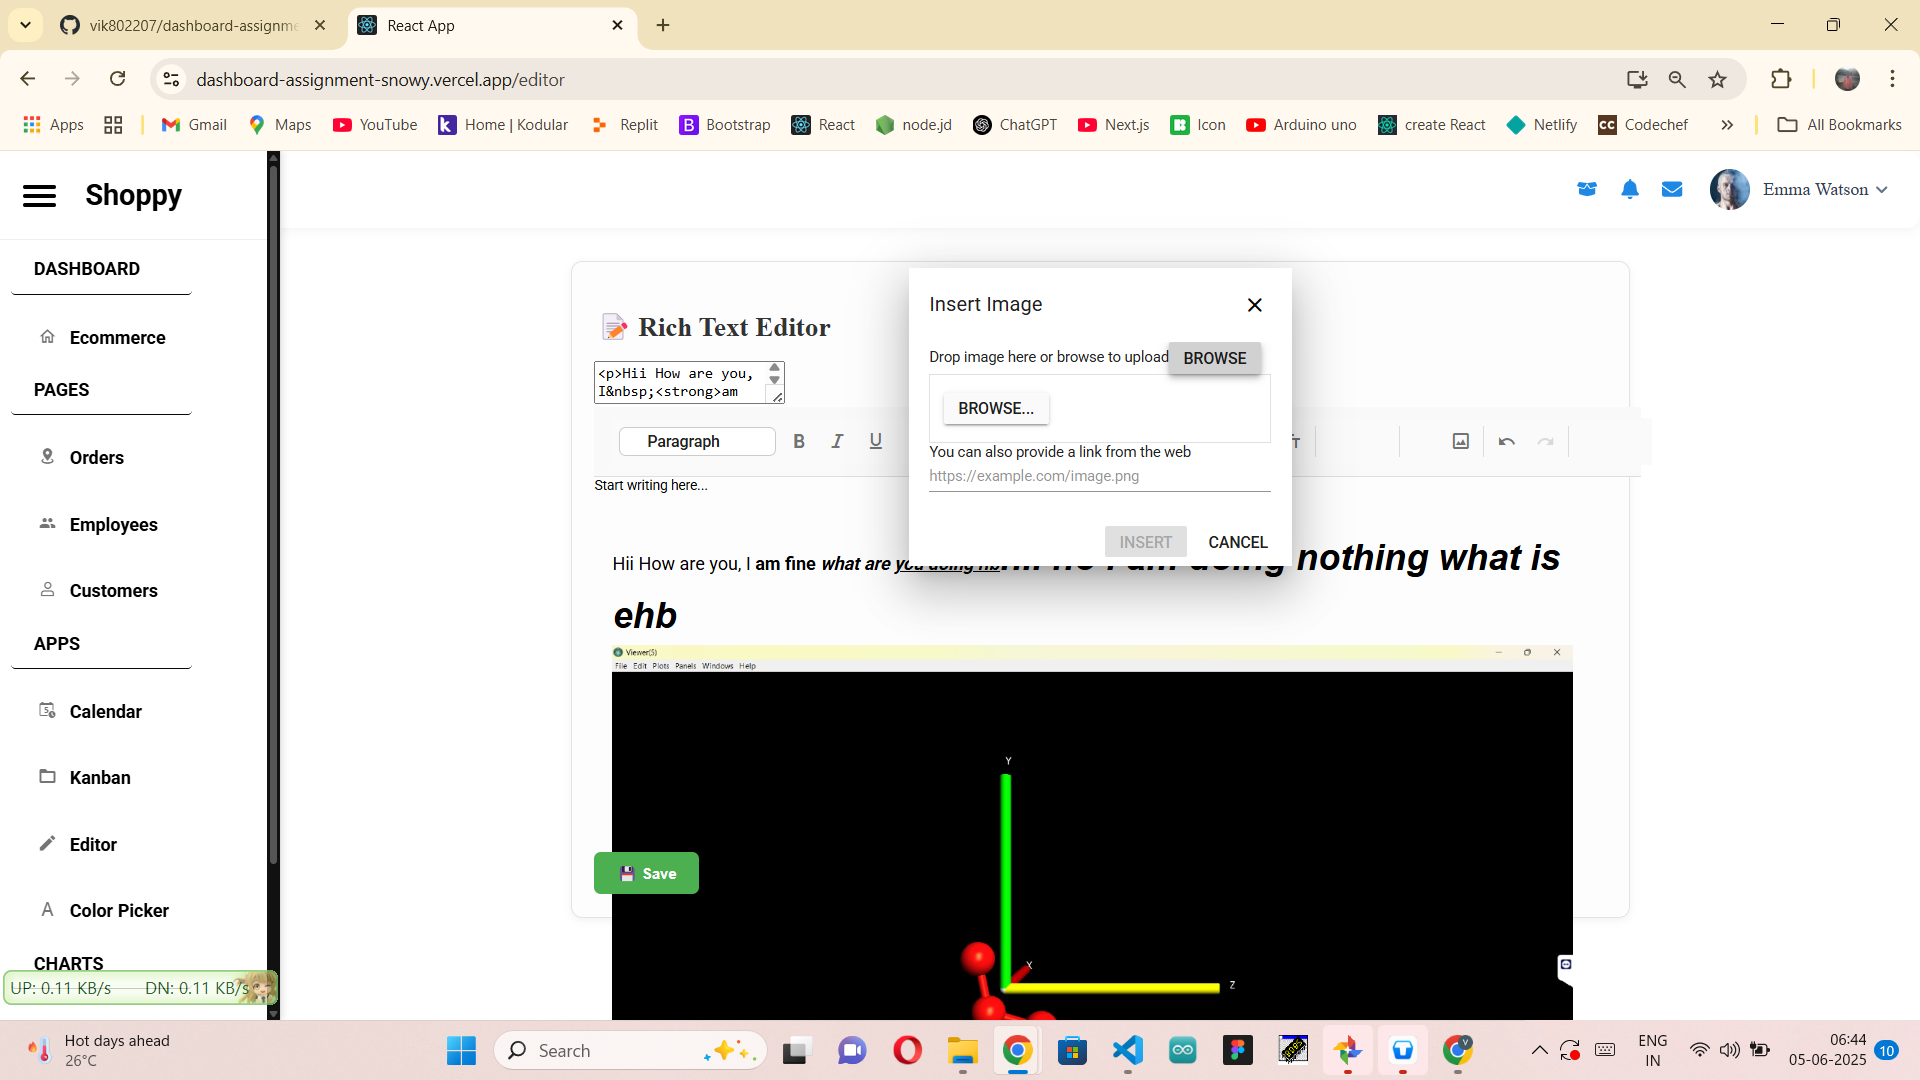 vik802207/dashboard-assignme
React App
dashboard-assignment-snowy.vercel.app/editor
Apps
Gmail
Maps
YouTube
Home | Kodular
Replit
Bootstrap
React
node.jd
ChatGPT
Next.js
Icon
Arduino uno
create React
Netlify
CC
Codechef
All Bookmarks
Shoppy
Emma Watson
DASHBOARD
Ecommerce
PAGES
Orders
Employees
Customers
APPS
Calendar
Kanban
Editor
Color Picker
CHARTS
UP: 0.11 KB/s DN: 0.11 KB/s
Rich Text Editor
<p>Hii How are you,
I&nbsp;<strong>am
Paragraph
B I U
Start writing here...
Insert Image
Drop image here or browse to upload
BROWSE
BROWSE...
You can also provide a link from the web
https://example.com/image.png
INSERT
CANCEL
Hii How are you, I am fine what are you doing nothing what is
ehb
Viewer(5)
File Edit Plots Panels Windows Help
Y
X
Z
Save
Hot days ahead
26°C
Search
ENG
IN
06:44
05-06-2025
10